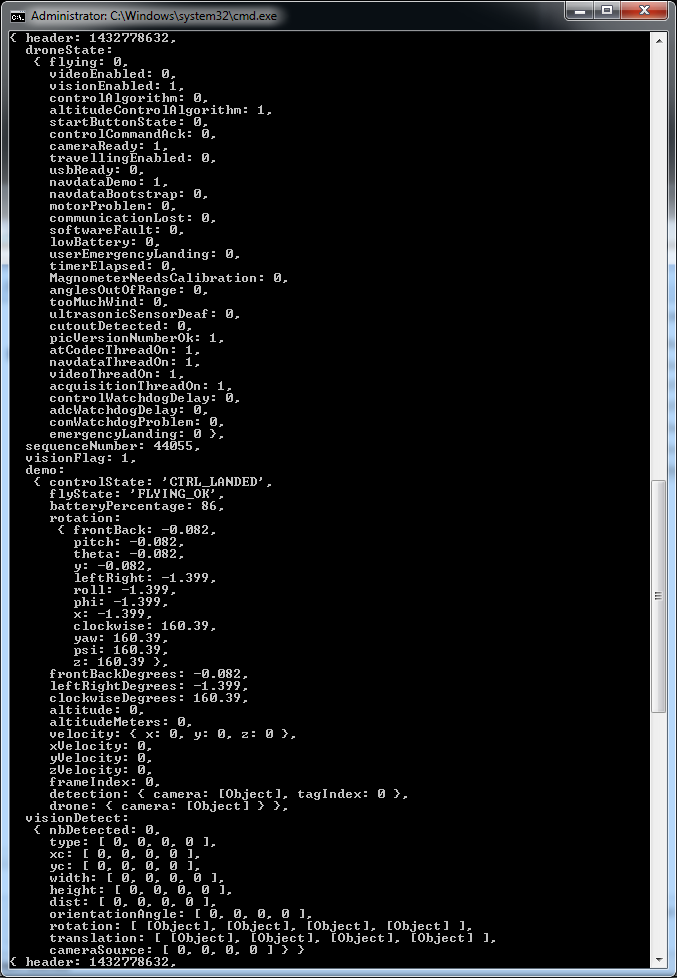 Administrator: C:\Windows\system32\cmd.exe
{ header: 1432778632,
  droneState:
   { flying: 0,
     videoEnabled: 0,
     visionEnabled: 1,
     controlAlgorithm: 0,
     altitudeControlAlgorithm: 1,
     startButtonState: 0,
     controlCommandAck: 0,
     cameraReady: 1,
     travellingEnabled: 0,
     usbReady: 0,
     navdataDemo: 1,
     navdataBootstrap: 0,
     motorProblem: 0,
     communicationLost: 0,
     softwareFault: 0,
     lowBattery: 0,
     userEmergencyLanding: 0,
     timerElapsed: 0,
     MagnometerNeedsCalibration: 0,
     anglesOutOfRange: 0,
     tooMuchWind: 0,
     ultrasonicSensorDeaf: 0,
     cutoutDetected: 0,
     picVersionNumberOk: 1,
     atCodecThreadOn: 1,
     navdataThreadOn: 1,
     videoThreadOn: 1,
     acquisitionThreadOn: 1,
     controlWatchdogDelay: 0,
     adcWatchdogDelay: 0,
     comWatchdogProblem: 0,
     emergencyLanding: 0 },
  sequenceNumber: 44055,
  visionFlag: 1,
  demo:
   { controlState: 'CTRL_LANDED',
     flyState: 'FLYING_OK',
     batteryPercentage: 86,
     rotation:
      { frontBack: -0.082,
        pitch: -0.082,
        theta: -0.082,
        y: -0.082,
        leftRight: -1.399,
        roll: -1.399,
        phi: -1.399,
        x: -1.399,
        clockwise: 160.39,
        yaw: 160.39,
        psi: 160.39,
        z: 160.39 },
     frontBackDegrees: -0.082,
     leftRightDegrees: -1.399,
     clockwiseDegrees: 160.39,
     altitude: 0,
     altitudeMeters: 0,
     velocity: { x: 0, y: 0, z: 0 },
     xVelocity: 0,
     yVelocity: 0,
     zVelocity: 0,
     frameIndex: 0,
     detection: { camera: [Object], tagIndex: 0 },
     drone: { camera: [Object] } },
  visionDetect:
   { nbDetected: 0,
     type: [ 0, 0, 0, 0 ],
     xc: [ 0, 0, 0, 0 ],
     yc: [ 0, 0, 0, 0 ],
     width: [ 0, 0, 0, 0 ],
     height: [ 0, 0, 0, 0 ],
     dist: [ 0, 0, 0, 0 ],
     orientationAngle: [ 0, 0, 0, 0 ],
     rotation: [ [Object], [Object], [Object], [Object] ],
     translation: [ [Object], [Object], [Object], [Object] ],
     cameraSource: [ 0, 0, 0, 0 ] } }
{ header: 1432778632,